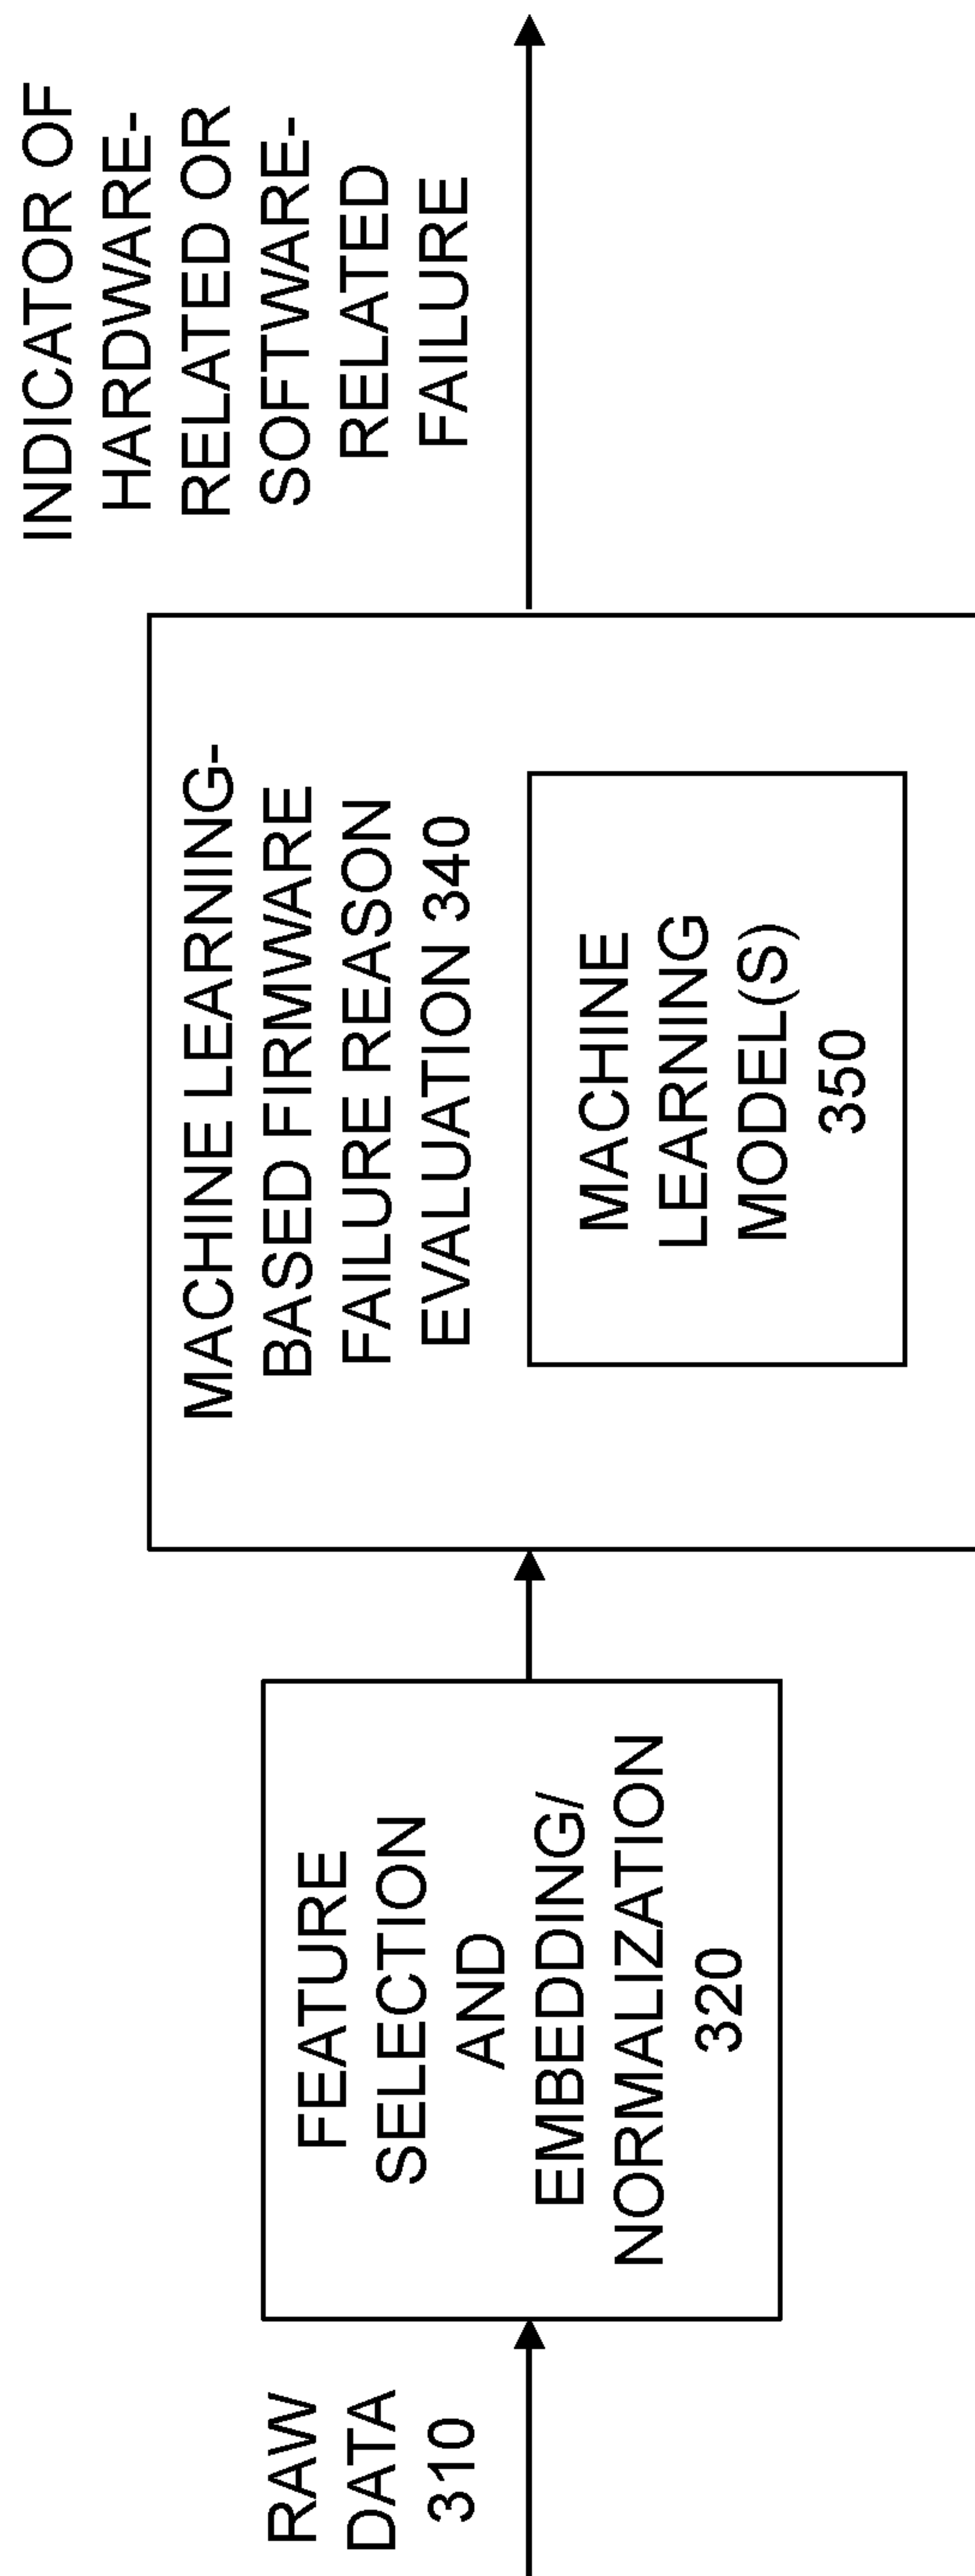 RAW
DATA
310
FEATURE
SELECTION
AND
EMBEDDING/
NORMALIZATION
320
MACHINE LEARNING-
BASED FIRMWARE
FAILURE REASON
EVALUATION 340
MACHINE
LEARNING
MODEL(S)
350
INDICATOR OF
HARDWARE-
RELATED OR
SOFTWARE-
RELATED
FAILURE